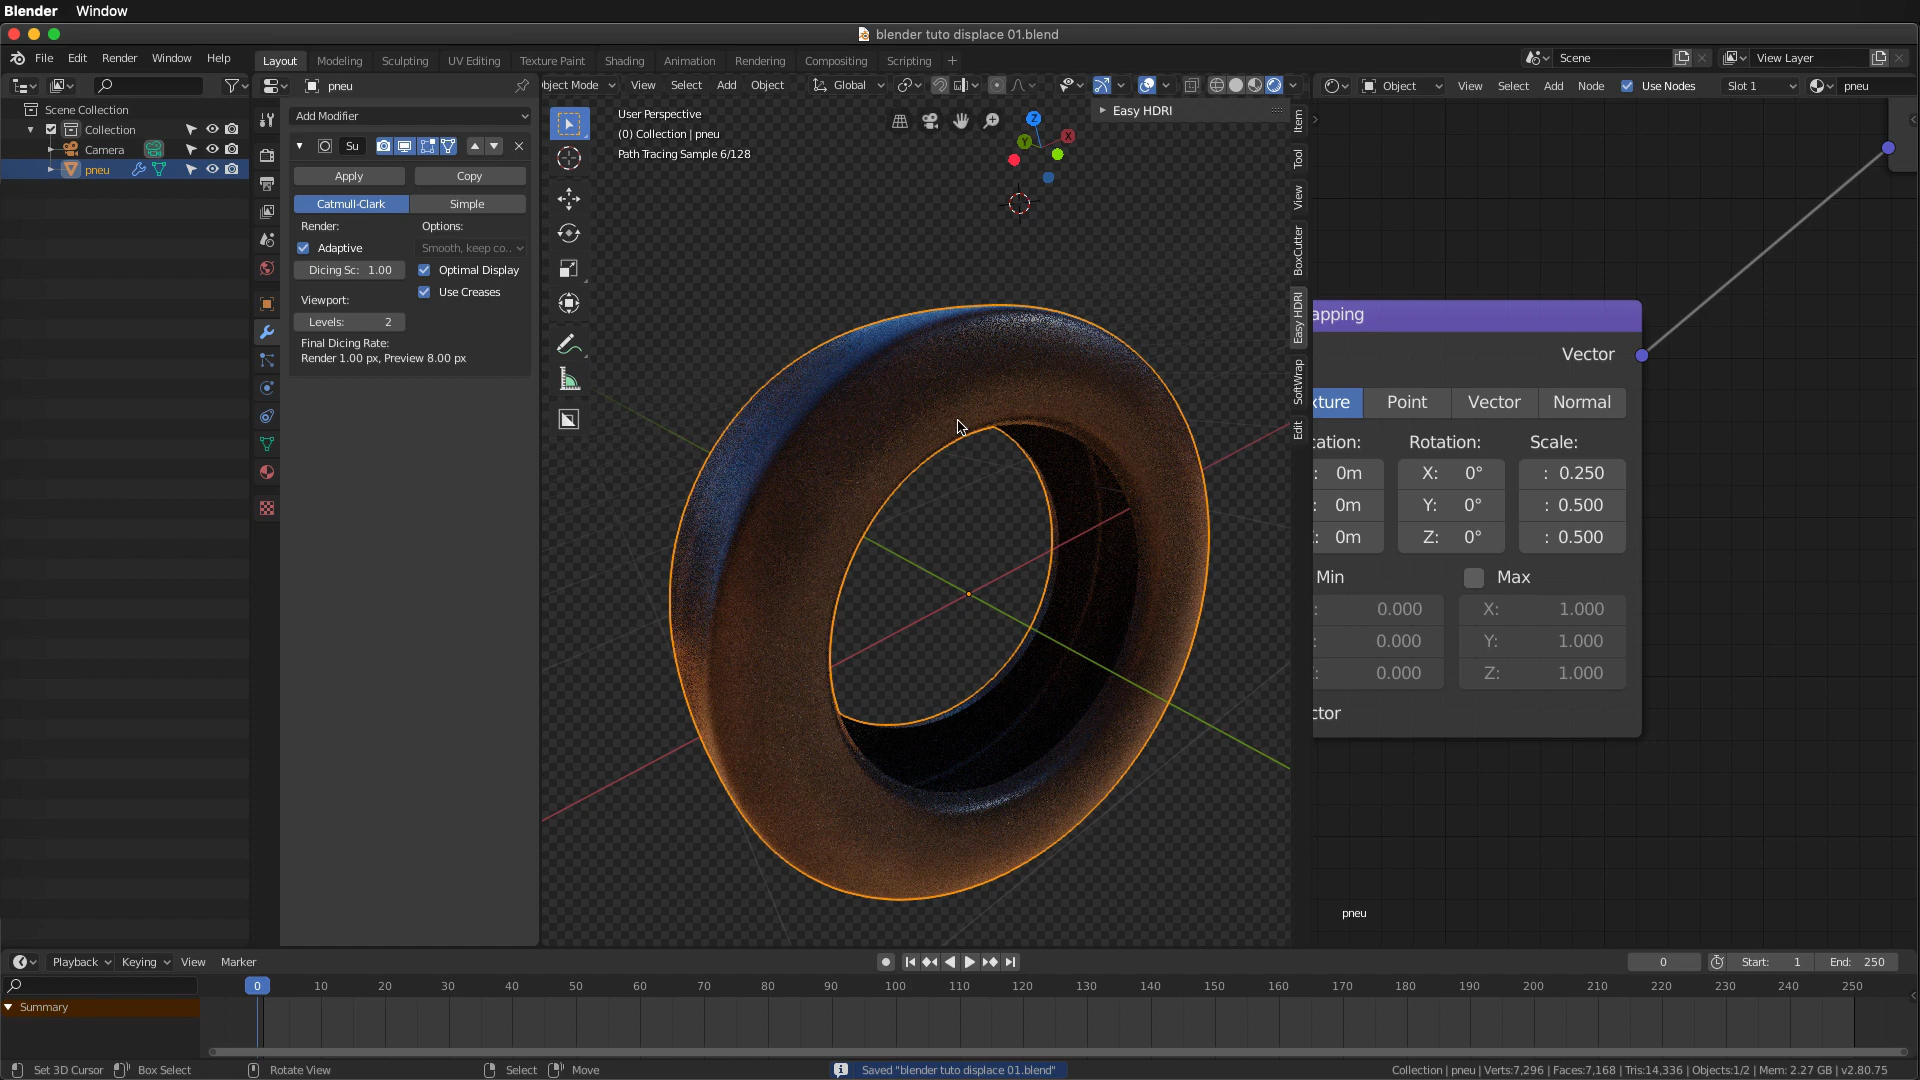 Blender Window
blender tuto displace 01.blend
File Edit Render Window Help
Layout Modeling Sculpting UV Editing Texture Paint Shading Animation Rendering Compositing Scripting +
Scene
View Layer
pneu
bject Mode View Select Add Object Global
Object View Select Add Node Use Nodes Slot 1 pneu
Scene Collection
Collection
Camera
pneu
Add Modifier
Su
Apply Copy
Catmull-Clark Simple
Render: Options:
Adaptive Smooth, keep co..
Dicing Sc: 1.00 Optimal Display
Use Creases
Viewport:
Levels: 2
Final Dicing Rate:
Render 1.00 px, Preview 8.00 px
User Perspective
(0) Collection | pneu
Path Tracing Sample 6/128
Easy HDRI
Z
X
Y
Item
Tool
View
BoxCutter
Easy HDRI
SoftWrap
Edit
apping
Vector
xture Point Vector Normal
cation: Rotation: Scale:
: 0m X: 0° : 0.250
: 0m Y: 0° : 0.500
: 0m Z: 0° : 0.500
Min Max
: 0.000 X: 1.000
0.000 Y: 1.000
: 0.000 Z: 1.000
ctor
pneu
Playback Keying View Marker
0 Start: 1 End: 250
0 10 20 30 40 50 60 70 80 90 100 110 120 130 140 150 160 170 180 190 200 210 220 230 240 250
Summary
Set 3D Cursor Box Select Rotate View Select Move
Saved "blender tuto displace 01.blend"
Collection | pneu | Verts:7,296 | Faces:7,168 | Tris:14,336 | Objects:1/2 | Mem: 2.27 GB | v2.80.75